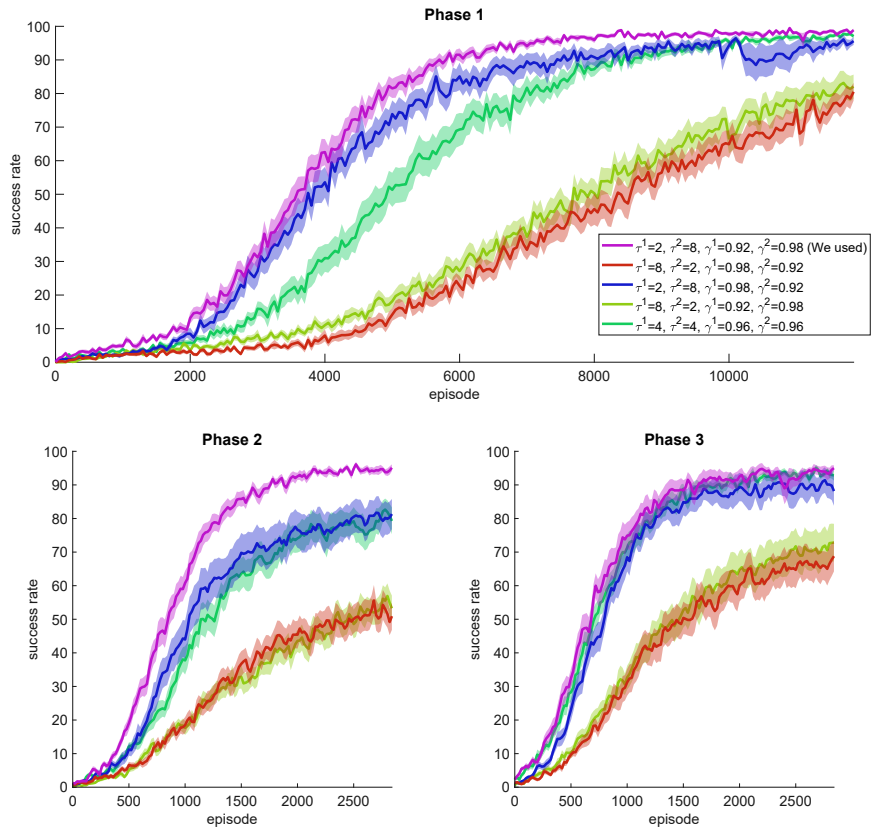 Phase 1
100
90
80
70
60
50
40
30
20
10
0
success rate
0 2000 4000 6000 8000 10000
episode
τ¹=2, τ²=8, γ¹=0.92, γ²=0.98 (We used)
τ¹=8, τ²=2, γ¹=0.98, γ²=0.92
τ¹=2, τ²=8, γ¹=0.98, γ²=0.92
τ¹=8, τ²=2, γ¹=0.92, γ²=0.98
τ¹=4, τ²=4, γ¹=0.96, γ²=0.96
Phase 2
100
90
80
70
60
50
40
30
20
10
0
success rate
0 500 1000 1500 2000 2500
episode
Phase 3
100
90
80
70
60
50
40
30
20
10
0
success rate
0 500 1000 1500 2000 2500
episode